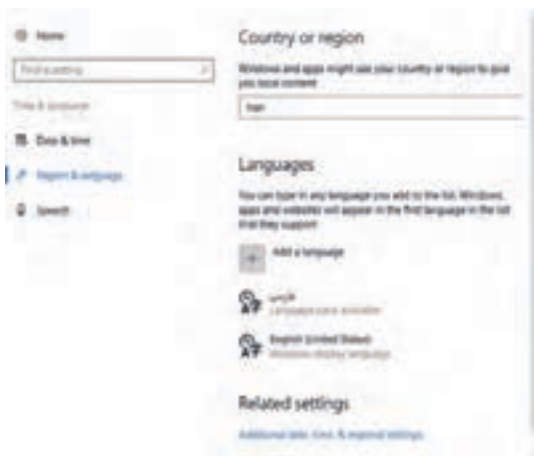 Home
Find a setting
Time & language
Date & time
Region & language
Speech
Country or region
Windows and apps might use your country or region to give
you local content
Iran
Languages
You can type in any language you add to the list. Windows,
apps and websites will appear in the first language in the list
that they support
Add a language
فارسی
Language pack available
English (United States)
Windows display language
Related settings
Additional date, time, & regional settings